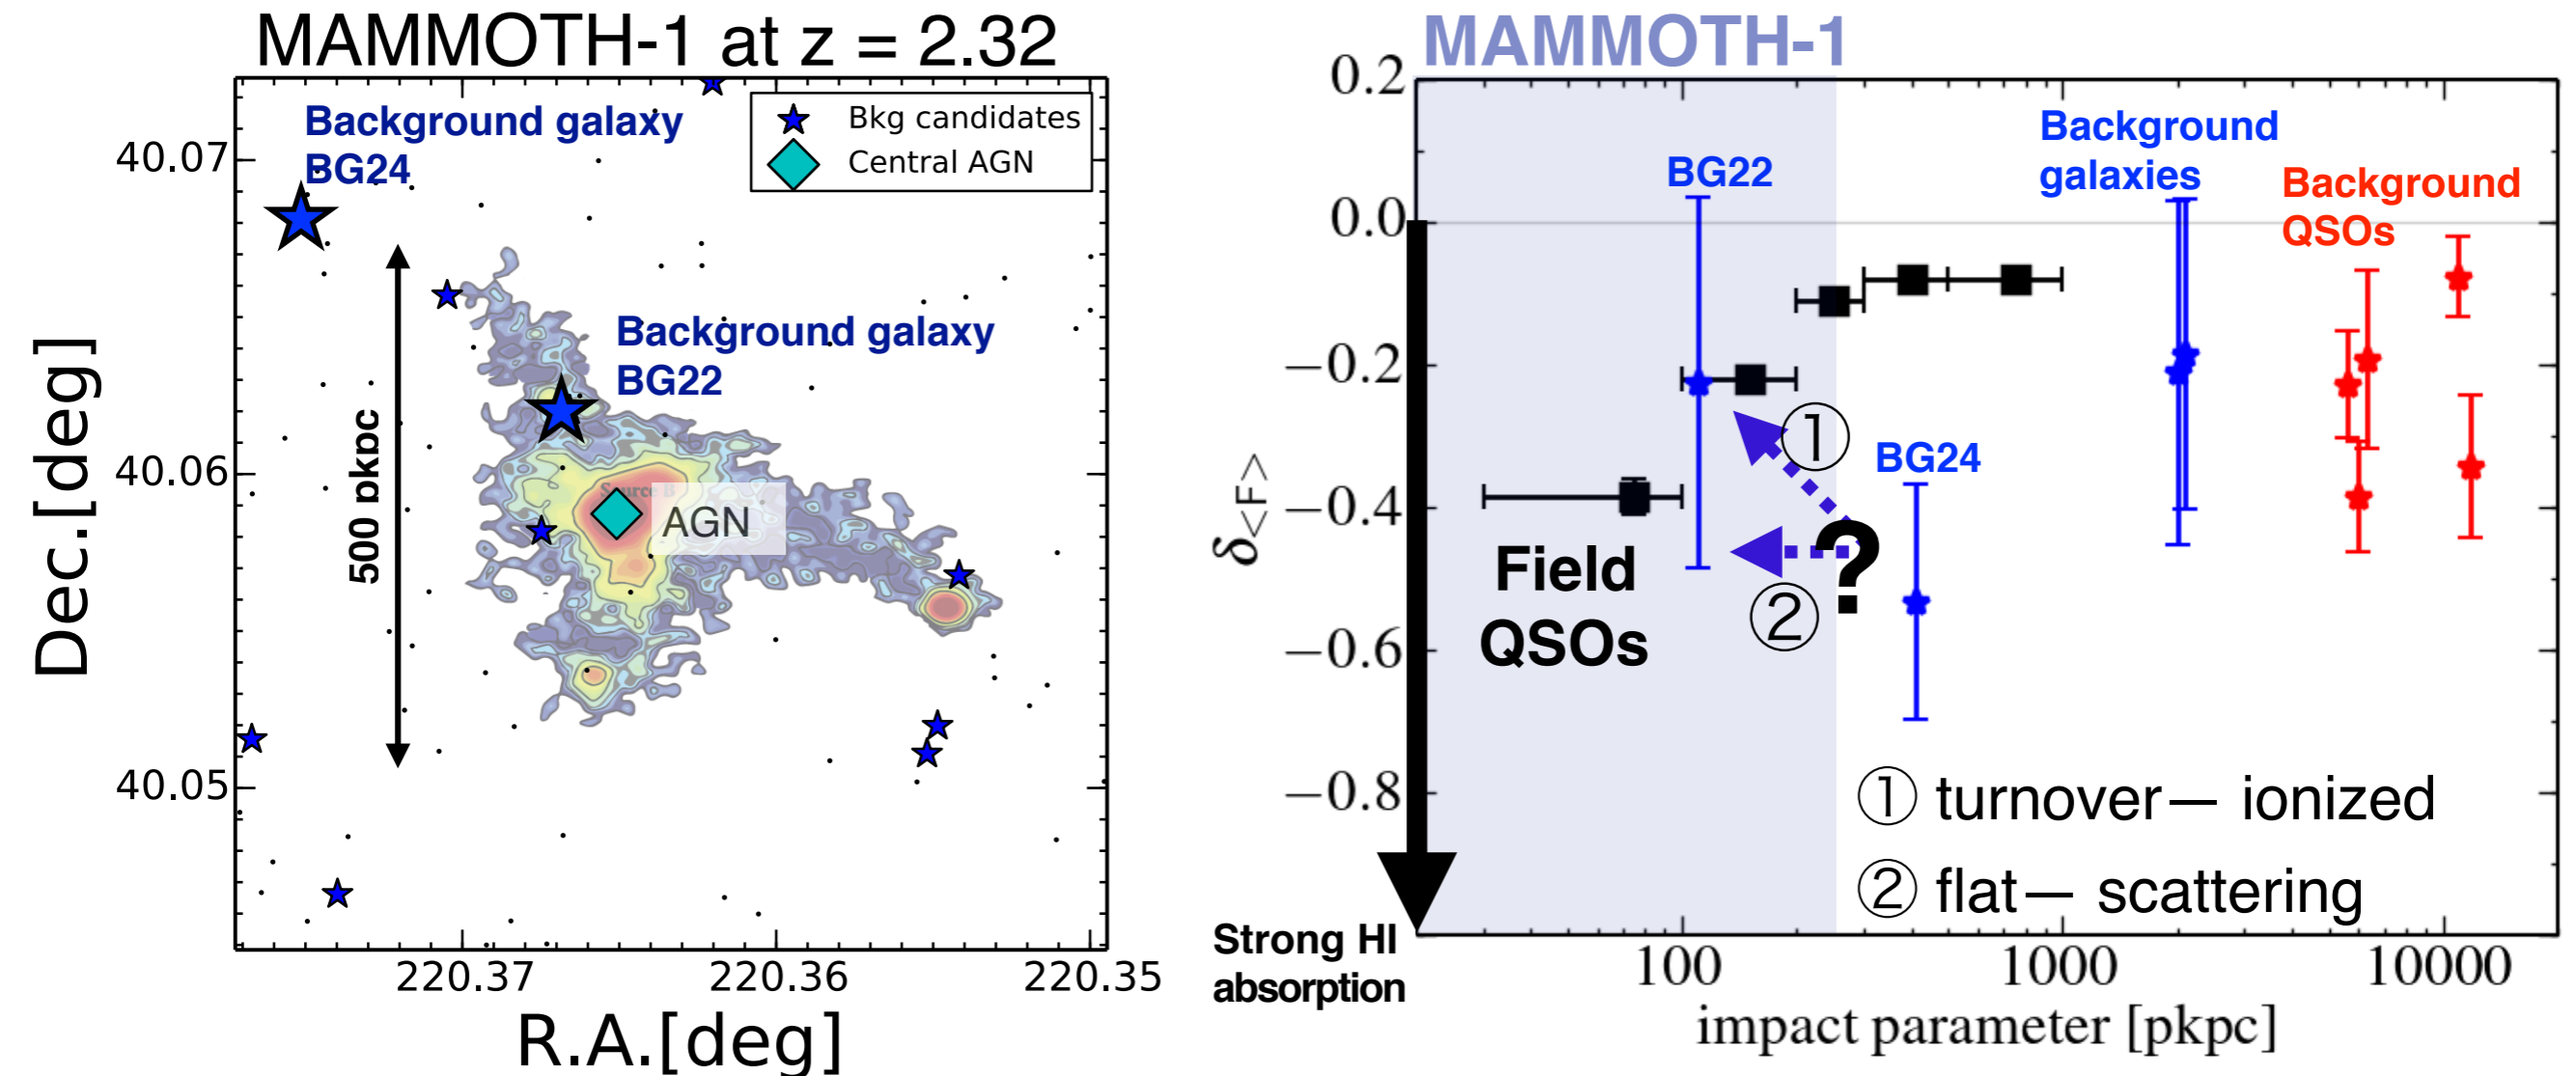 MAMMOTH-1 at z = 2.32
Background galaxy
BG24
Bkg candidates
Central AGN
40.07
40.06
40.05
Dec.[deg]
500 pkpc
Background galaxy
BG22
Source B
AGN
220.37
220.36
220.35
R.A.[deg]
MAMMOTH-1
0.2
0.0
−0.2
−0.4
−0.6
−0.8
δ<F>
BG22
Background
galaxies
Background
QSOs
①
BG24
?
②
Field
QSOs
① turnover— ionized
② flat— scattering
Strong HI
absorption
100
1000
10000
impact parameter [pkpc]